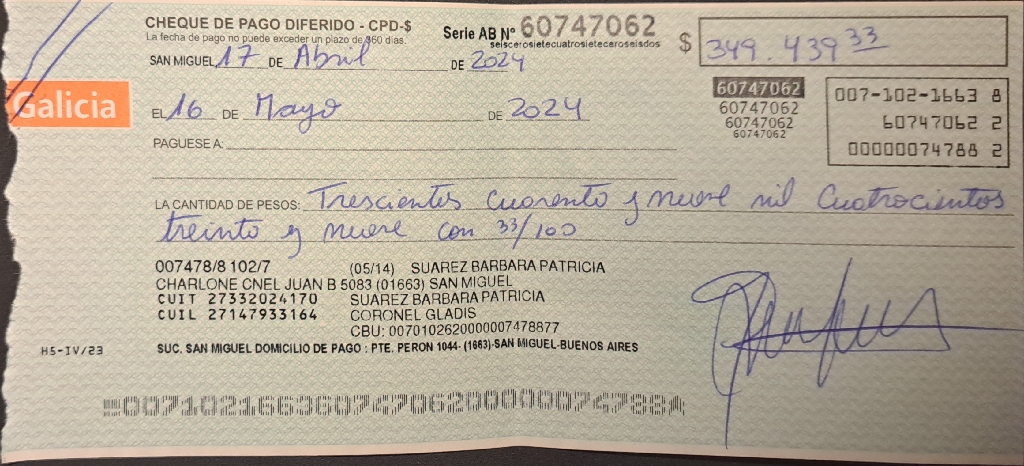 CHEQUE DE PAGO DIFERIDO - CPD-$
La fecha de pago no puede exceder un plazo de 360 días.
Serie AB Nº 60747062
seiscerosietecuatrosieteceroseisdos
$ 349.439 33
SAN MIGUEL, 17 DE Abril DE 2024
Galicia
EL 16 DE Mayo DE 2024
60747062
60747062
60747062
60747062
007-102-1663 8
60747062 2
00000074788 2
PAGUESE A:
LA CANTIDAD DE PESOS: Trescientos cuarenta y nueve mil Cuatrocientos
treinta y nueve con 33/100
007478/8 102/7 (05/14) SUAREZ BARBARA PATRICIA
CHARLONE CNEL JUAN B 5083 (01663) SAN MIGUEL
CUIT 27332024170 SUAREZ BARBARA PATRICIA
CUIL 27147933164 CORONEL GLADIS
CBU: 0070102620000007478877
H5-IV/23
SUC. SAN MIGUEL DOMICILIO DE PAGO : PTE. PERON 1044- (1663)-SAN MIGUEL-BUENOS AIRES
00710216636074706200000074788